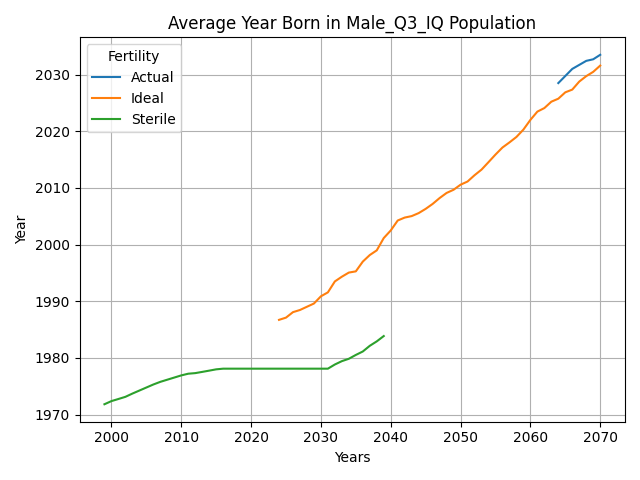 Average Year Born in Male_Q3_IQ Population
Fertility
Actual
Ideal
Sterile
Year
2030
2020
2010
2000
1990
1980
1970
2000 2010 2020 2030 2040 2050 2060 2070
Years